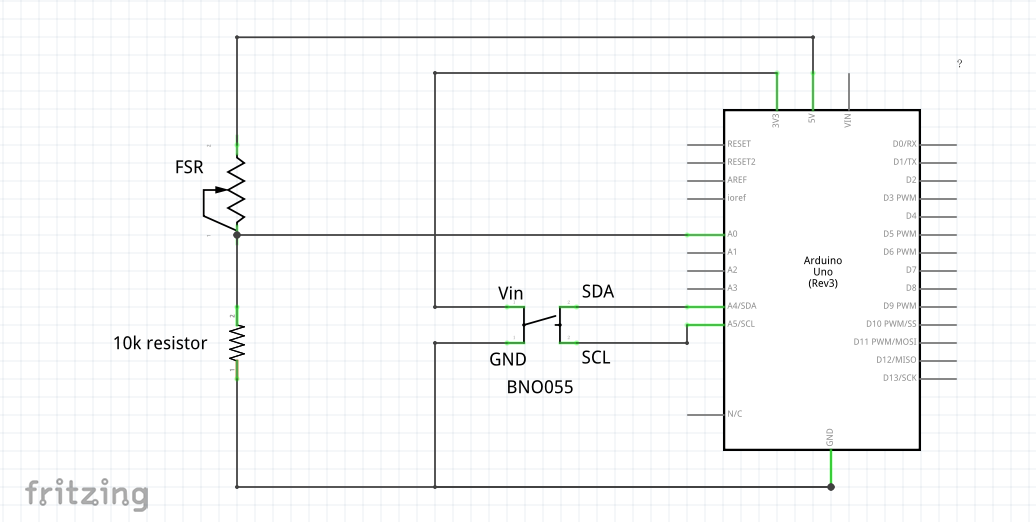 ?
3V3
5V
VIN
FSR
RESET
RESET2
AREF
ioref
A0
A1
A2
A3
A4/SDA
A5/SCL
N/C
GND
Arduino
Uno
(Rev3)
D0/RX
D1/TX
D2
D3 PWM
D4
D5 PWM
D6 PWM
D7
D8
D9 PWM
D10 PWM/SS
D11 PWM/MOSI
D12/MISO
D13/SCK
Vin
SDA
GND
SCL
BNO055
10k resistor
2
1
fritzing